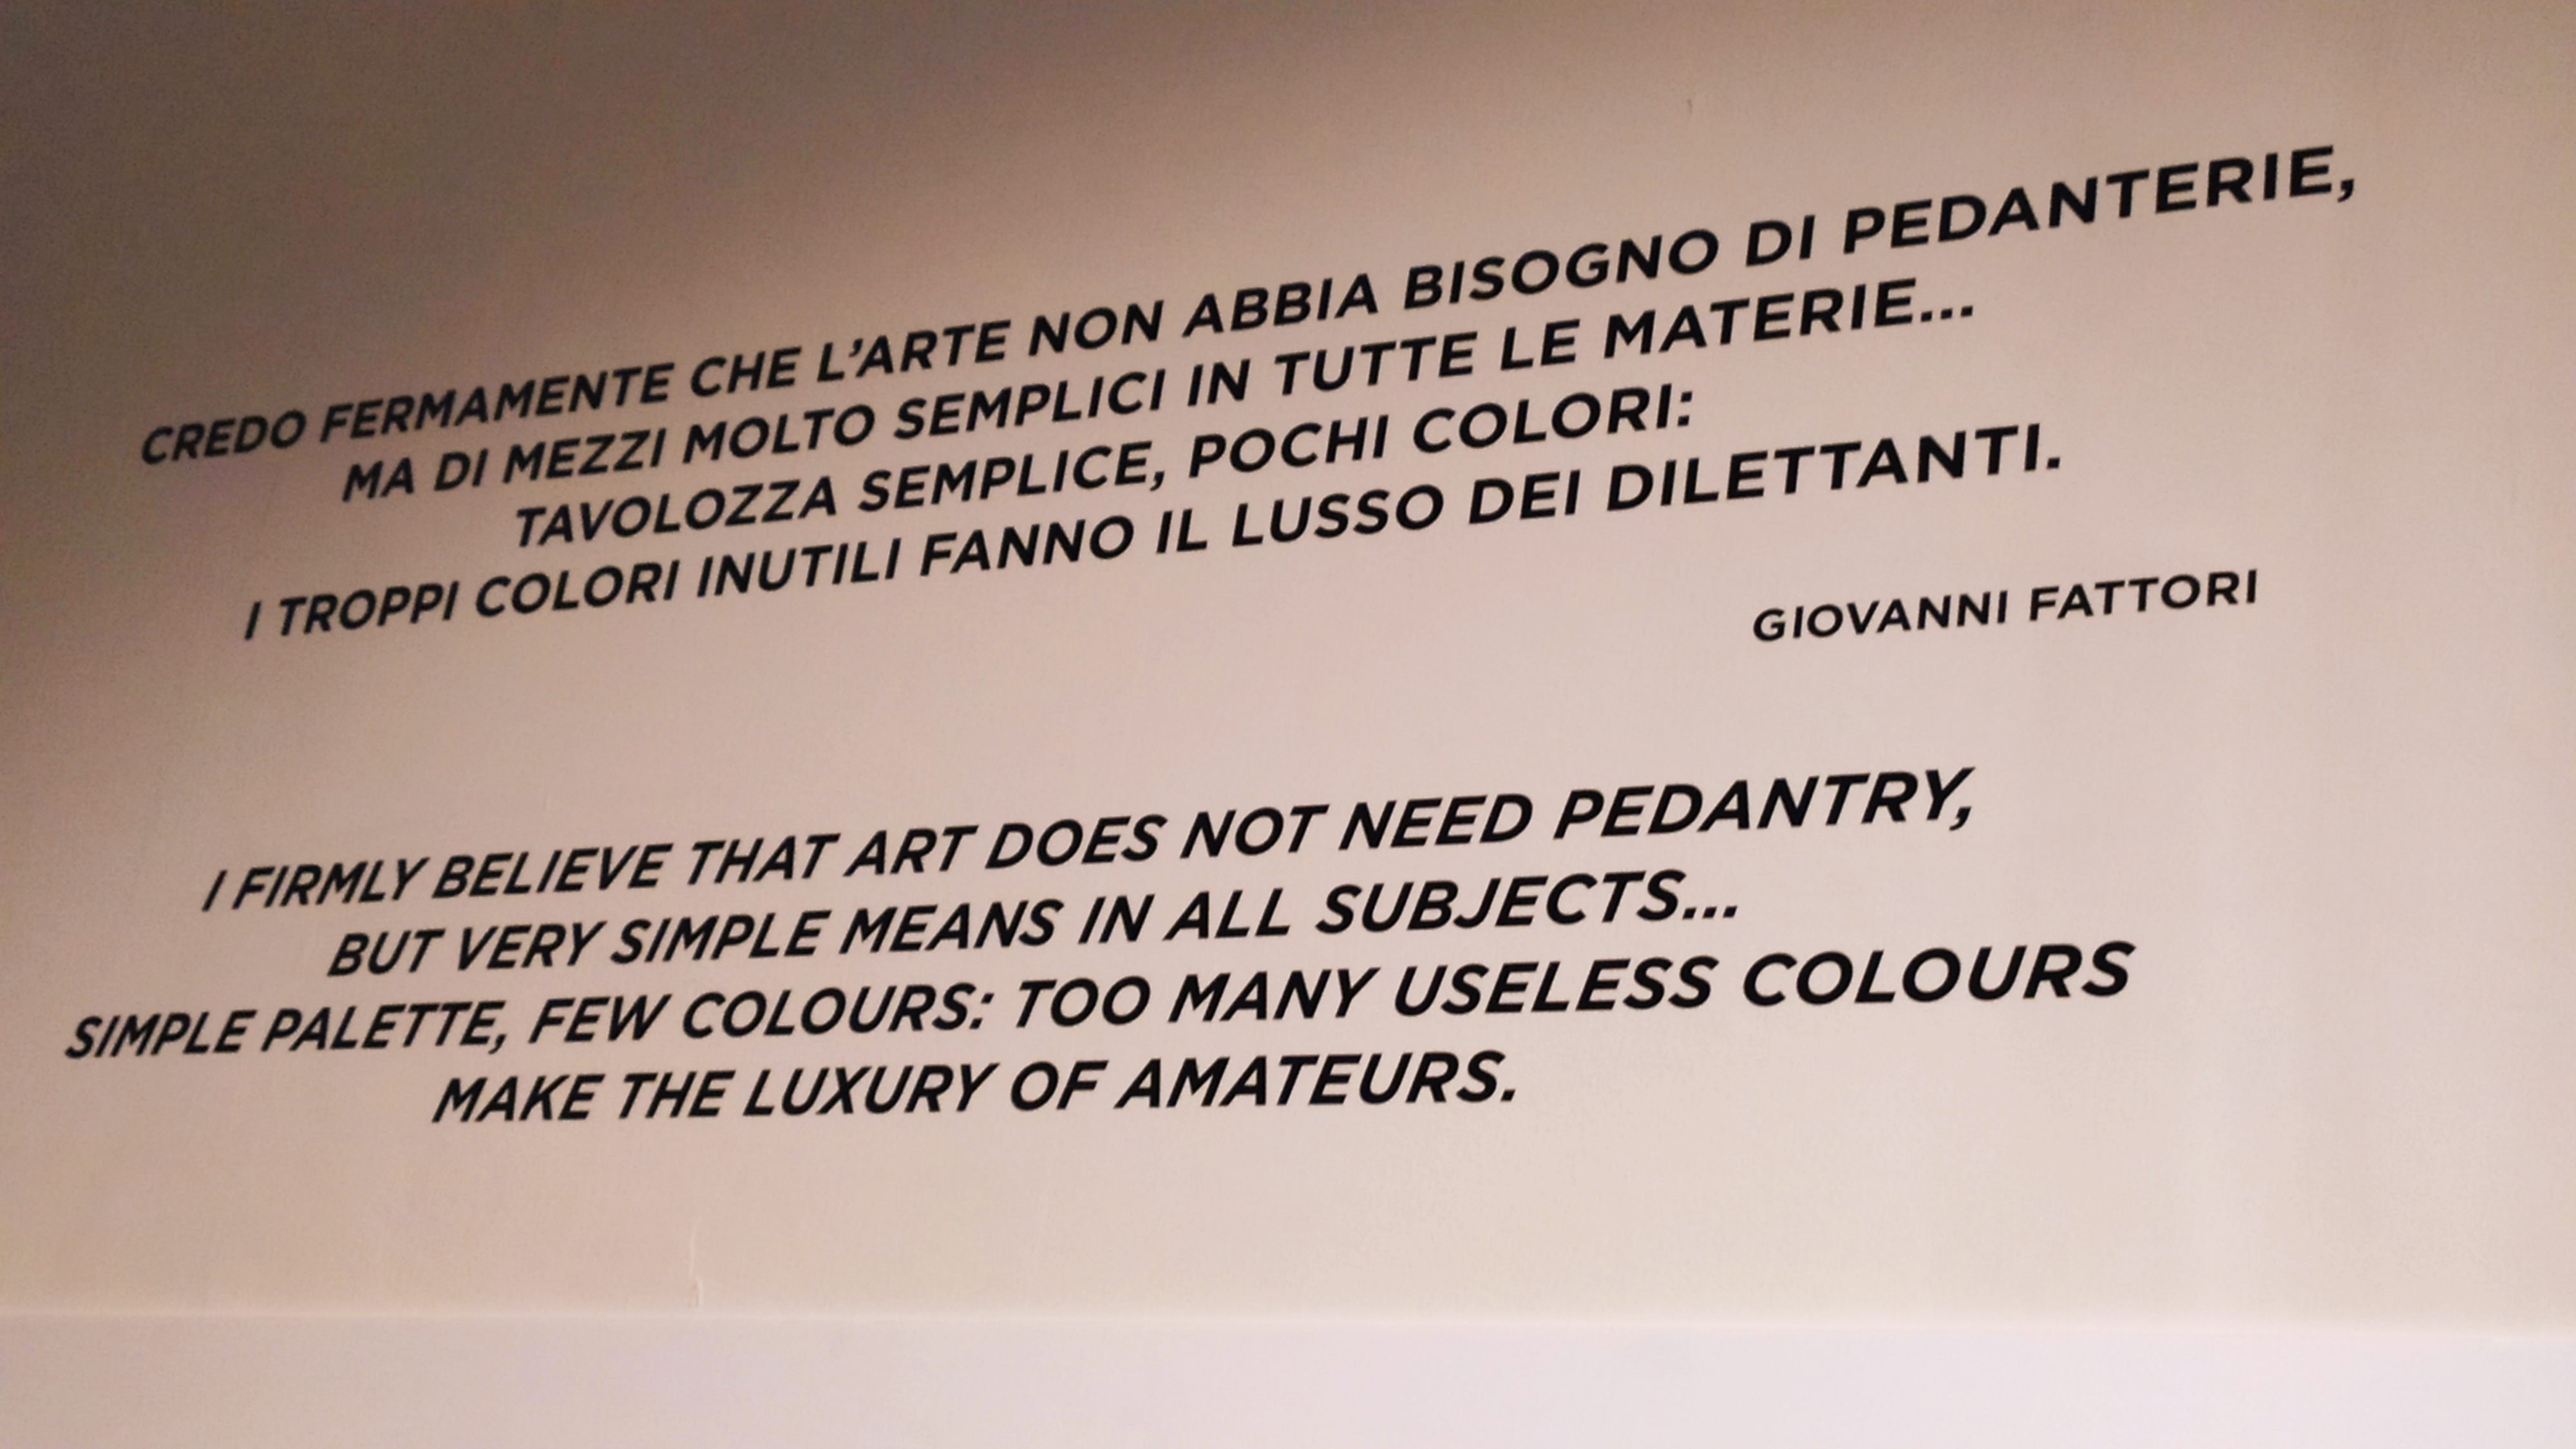 CREDO FERMAMENTE CHE L’ARTE NON ABBIA BISOGNO DI PEDANTERIE,
MA DI MEZZI MOLTO SEMPLICI IN TUTTE LE MATERIE...
TAVOLOZZA SEMPLICE, POCHI COLORI:
I TROPPI COLORI INUTILI FANNO IL LUSSO DEI DILETTANTI.
GIOVANNI FATTORI
I FIRMLY BELIEVE THAT ART DOES NOT NEED PEDANTRY,
BUT VERY SIMPLE MEANS IN ALL SUBJECTS...
SIMPLE PALETTE, FEW COLOURS: TOO MANY USELESS COLOURS
MAKE THE LUXURY OF AMATEURS.